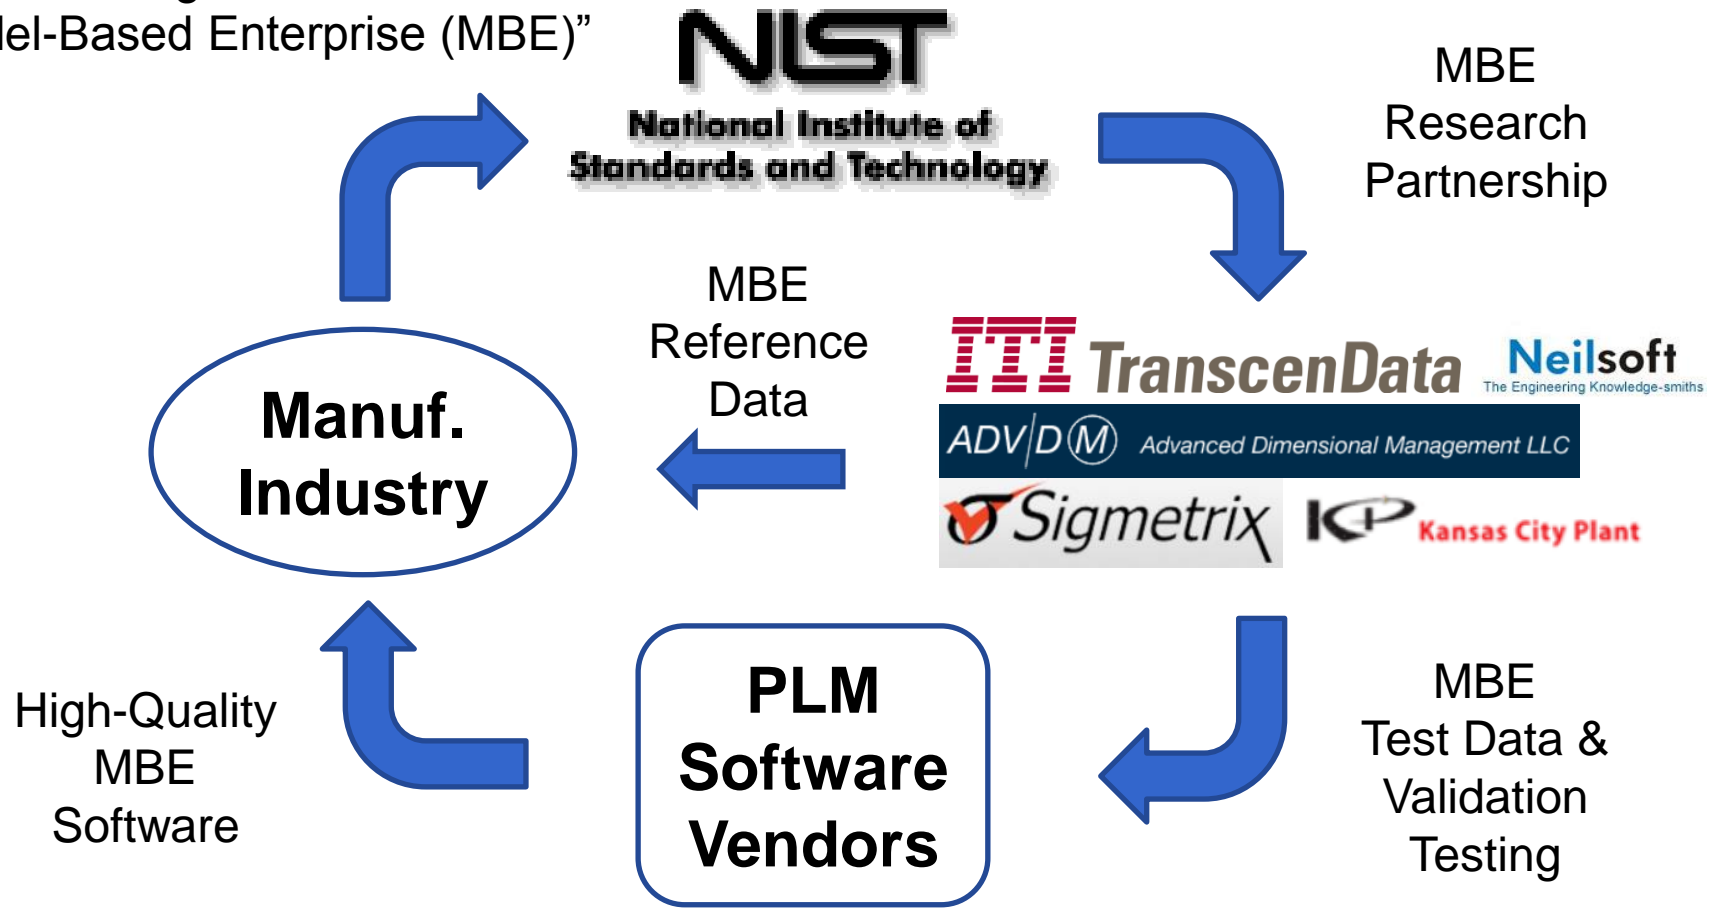 Based Enterprise (MBE)”
NIST
National Institute of
Standards and Technology
MBE
Research
Partnership
MBE
Reference
Data
Manuf.
Industry
ITI TranscenData
Neilsoft
The Engineering Knowledge-smiths
ADV/DM Advanced Dimensional Management LLC
Sigmetrix
KCP Kansas City Plant
High-Quality
MBE
Software
PLM
Software
Vendors
MBE
Test Data &
Validation
Testing